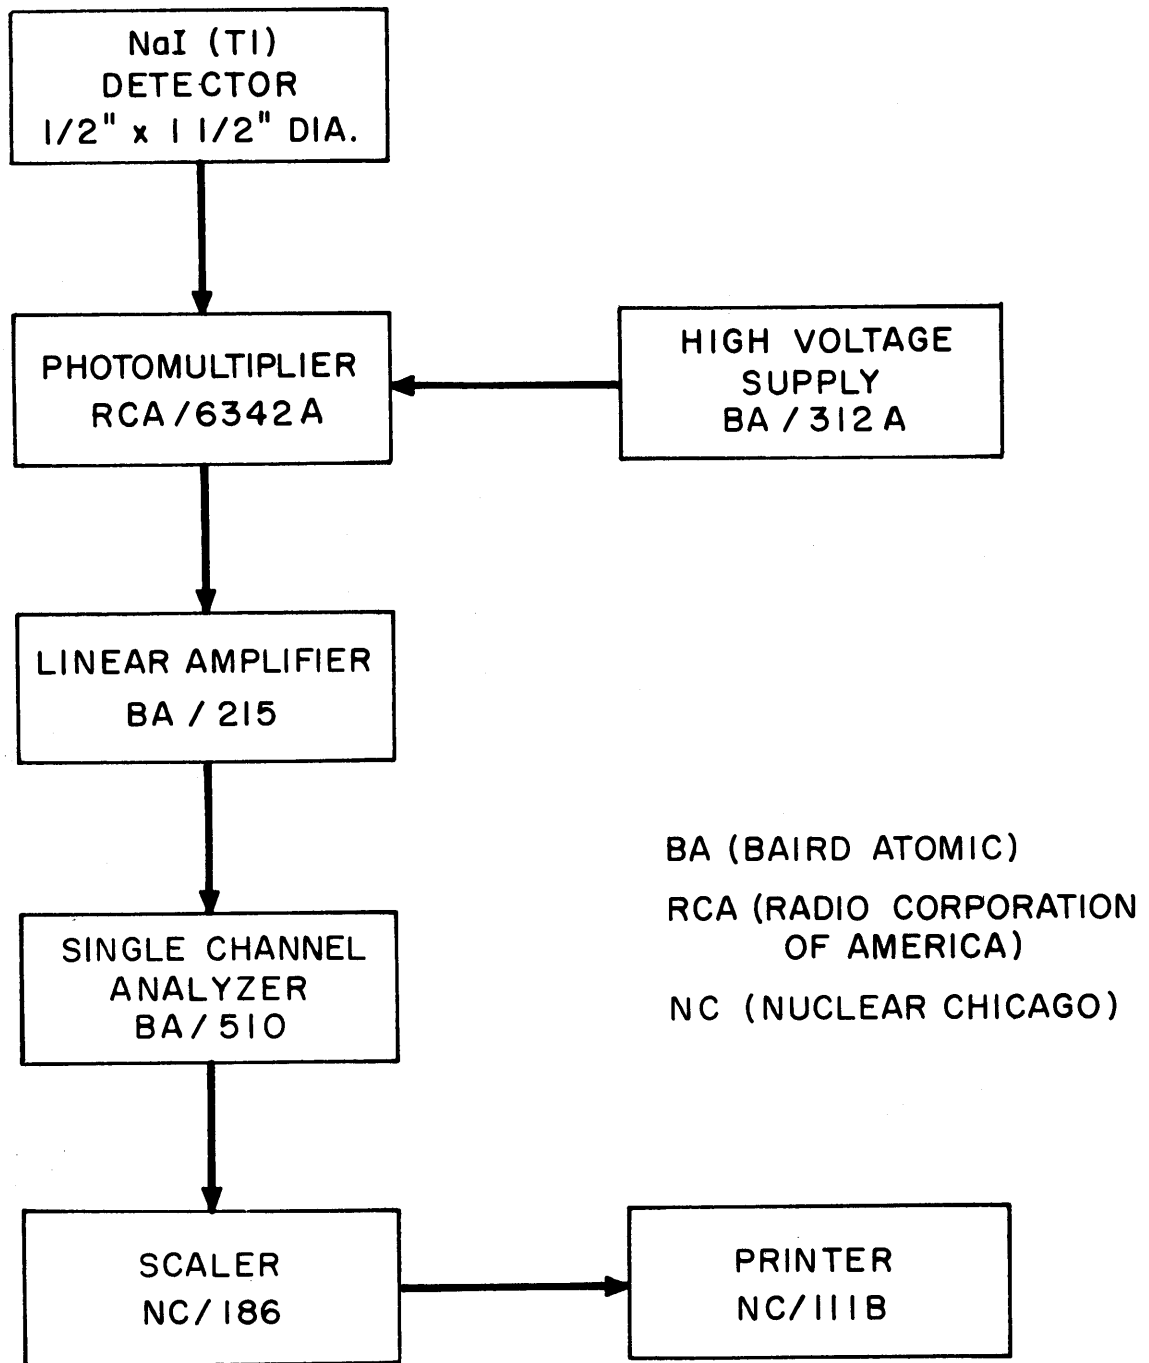 NaI (Tl)
DETECTOR
1/2" x 1 1/2" DIA.
PHOTOMULTIPLIER
RCA/6342A
HIGH VOLTAGE
SUPPLY
BA/312A
LINEAR AMPLIFIER
BA/215
SINGLE CHANNEL
ANALYZER
BA/510
BA (BAIRD ATOMIC)
RCA (RADIO CORPORATION
OF AMERICA)
NC (NUCLEAR CHICAGO)
SCALER
NC/186
PRINTER
NC/111B